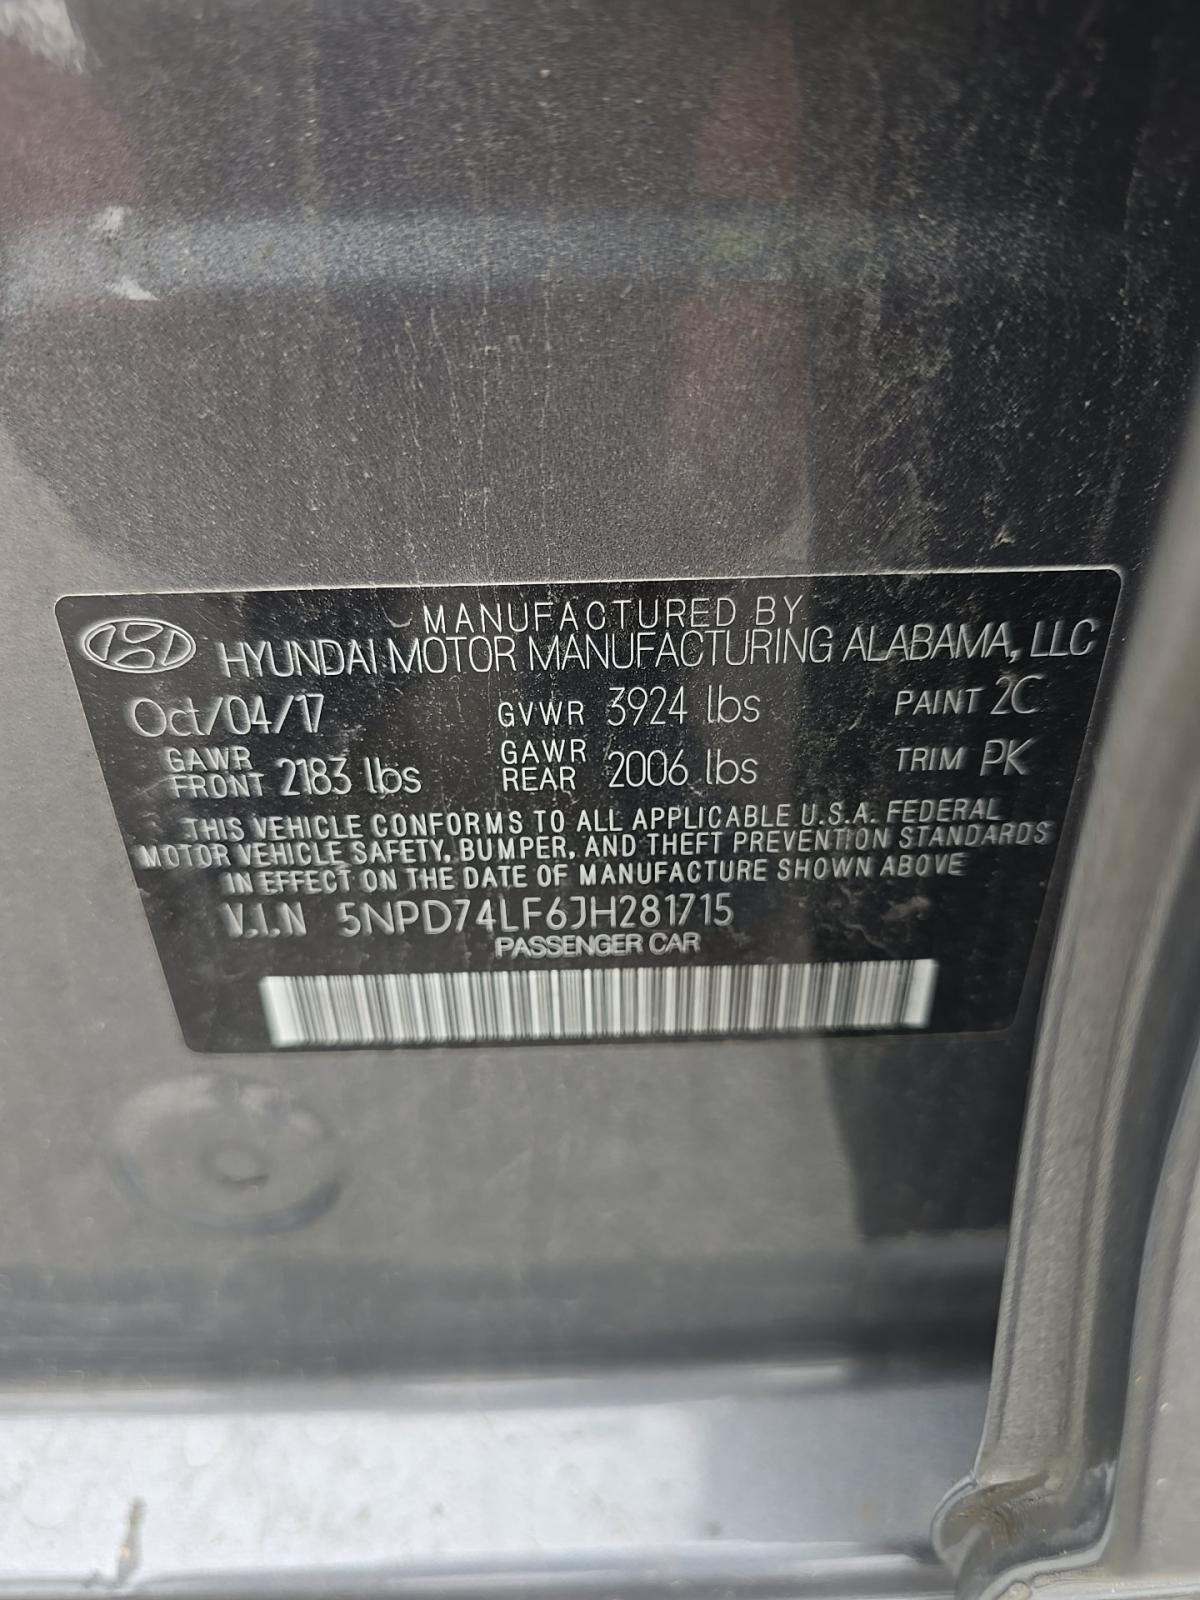 MANUFACTURED BY
HYUNDAI MOTOR MANUFACTURING ALABAMA, LLC
Oct/04/17 GVWR 3924 lbs PAINT 2C
GAWR FRONT 2183 lbs GAWR REAR 2006 lbs TRIM PK
THIS VEHICLE CONFORMS TO ALL APPLICABLE U.S.A. FEDERAL
MOTOR VEHICLE SAFETY, BUMPER, AND THEFT PREVENTION STANDARDS
IN EFFECT ON THE DATE OF MANUFACTURE SHOWN ABOVE
V.I.N 5NPD74LF6JH281715
PASSENGER CAR